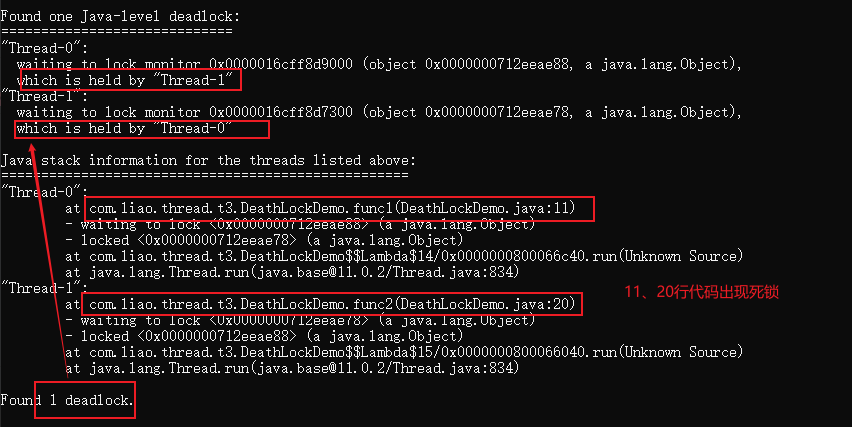 Found one Java-level deadlock:
=============================
"Thread-0":
  waiting to lock monitor 0x0000016cff8d9000 (object 0x0000000712eeae88, a java.lang.Object),
  which is held by "Thread-1"
"Thread-1":
  waiting to lock monitor 0x0000016cff8d7300 (object 0x0000000712eeae78, a java.lang.Object),
  which is held by "Thread-0"
Java stack information for the threads listed above:
===================================================
"Thread-0":
        at com.liao.thread.t3.DeathLockDemo.func1(DeathLockDemo.java:11)
        - waiting to lock <0x0000000712eeae88> (a java.lang.Object)
        - locked <0x0000000712eeae78> (a java.lang.Object)
        at com.liao.thread.t3.DeathLockDemo$$Lambda$14/0x0000000800066c40.run(Unknown Source)
        at java.lang.Thread.run(java.base@11.0.2/Thread.java:834)
"Thread-1":
        at com.liao.thread.t3.DeathLockDemo.func2(DeathLockDemo.java:20)
11、20行代码出现死锁
        - waiting to lock <0x0000000712eeae78> (a java.lang.Object)
        - locked <0x0000000712eeae88> (a java.lang.Object)
        at com.liao.thread.t3.DeathLockDemo$$Lambda$15/0x0000000800066040.run(Unknown Source)
        at java.lang.Thread.run(java.base@11.0.2/Thread.java:834)
Found 1 deadlock.